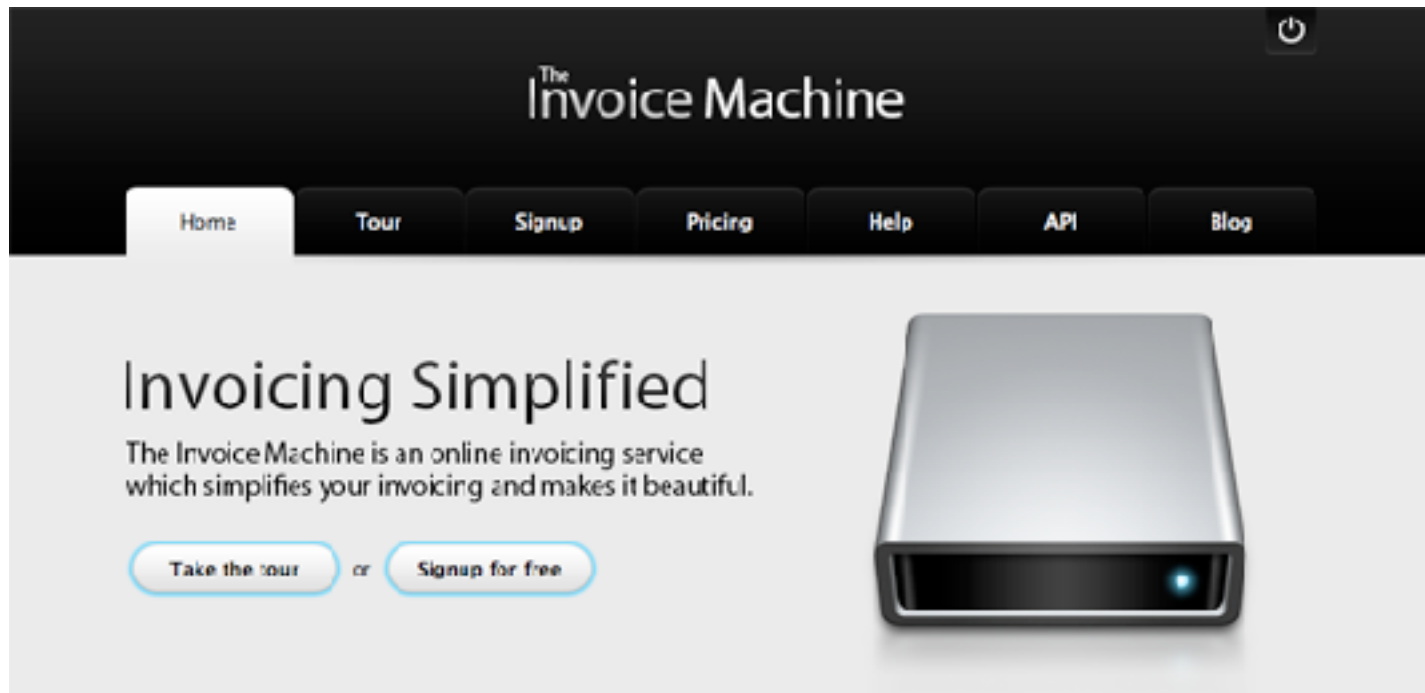 The
Invoice Machine
Home Tour Signup Pricing Help API Blog
Invoicing Simplified
The Invoice Machine is an online invoicing service
which simplifies your invoicing and makes it beautiful.
Take the tour or Signup for free